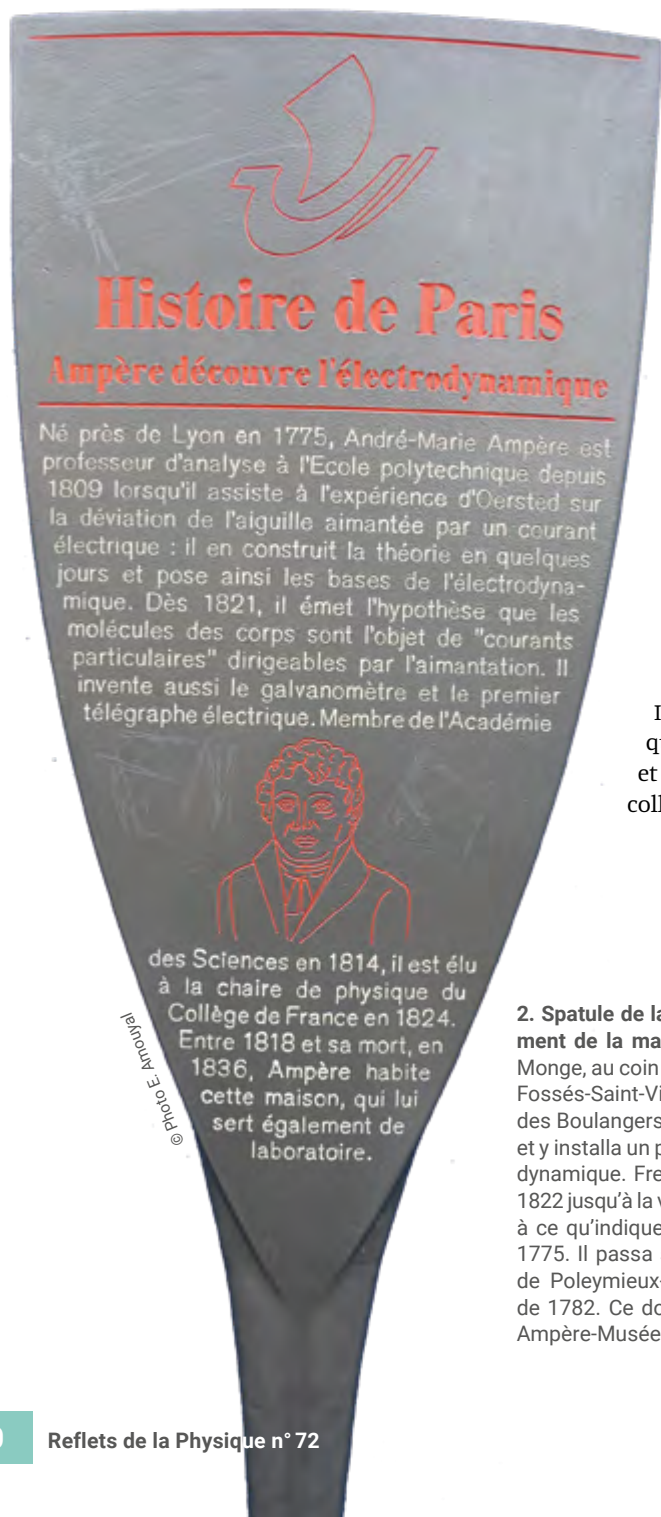 Histoire de Paris
Ampère découvre l'électrodynamique
Né près de Lyon en 1775, André-Marie Ampère est
professeur d'analyse à l'Ecole polytechnique depuis
1809 lorsqu'il assiste à l'expérience d'Oersted sur
la déviation de l'aiguille aimantée par un courant
électrique : il en construit la théorie en quelques
jours et pose ainsi les bases de l'électrodyna-
mique. Dès 1821, il émet l'hypothèse que les
molécules des corps sont l'objet de "courants
particulaires" dirigeables par l'aimantation. Il
invente aussi le galvanomètre et le premier
télégraphe électrique. Membre de l'Académie
des Sciences en 1814, il est élu
à la chaire de physique du
Collège de France en 1824.
Entre 1818 et sa mort, en
1836, Ampère habite
cette maison, qui lui
sert également de
laboratoire.
© Photo E. Amouyal
et
2. Spatule de la
ment de la
Monge, au coin
des Boulangers
et y installa un
dynamique.
1822 jusqu'à la
à ce qu'indique
1775. Il passa
de Poleymieux-
de 1782. Ce
Ampère-Musée
Reflets de la Physique n° 72